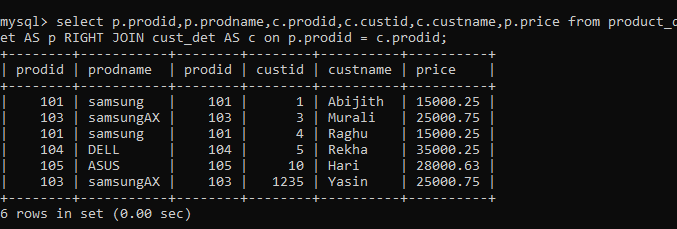 mysql> select p.prodid,p.prodname,c.prodid,c.custid,c.custname,p.price from product_d
et AS p RIGHT JOIN cust_det AS c on p.prodid = c.prodid;
+--------+-----------+--------+--------+----------+----------+
| prodid | prodname  | prodid | custid | custname | price    |
+--------+-----------+--------+--------+----------+----------+
|    101 | samsung   |    101 |      1 | Abijith  | 15000.25 |
|    103 | samsungAX |    103 |      3 | Murali   | 25000.75 |
|    101 | samsung   |    101 |      4 | Raghu    | 15000.25 |
|    104 | DELL      |    104 |      5 | Rekha    | 35000.25 |
|    105 | ASUS      |    105 |     10 | Hari     | 28000.63 |
|    103 | samsungAX |    103 |   1235 | Yasin    | 25000.75 |
+--------+-----------+--------+--------+----------+----------+
6 rows in set (0.00 sec)